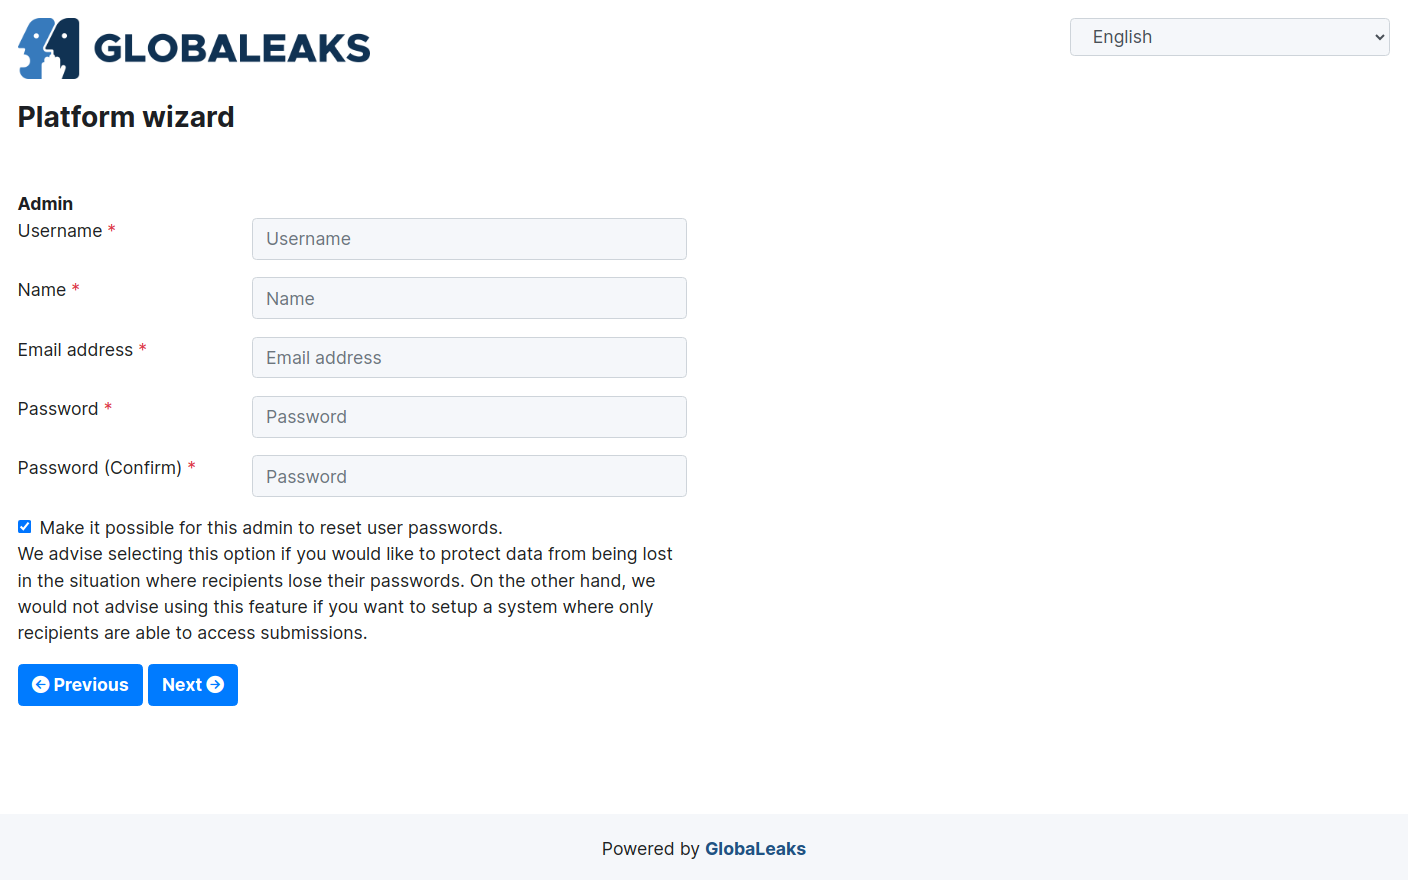 GLOBALEAKS
English
Platform wizard
Admin
Username *
Username
Name *
Name
Email address *
Email address
Password *
Password
Password (Confirm) *
Password
Make it possible for this admin to reset user passwords.
We advise selecting this option if you would like to protect data from being lost
in the situation where recipients lose their passwords. On the other hand, we
would not advise using this feature if you want to setup a system where only
recipients are able to access submissions.
Previous
Next
Powered by GlobaLeaks